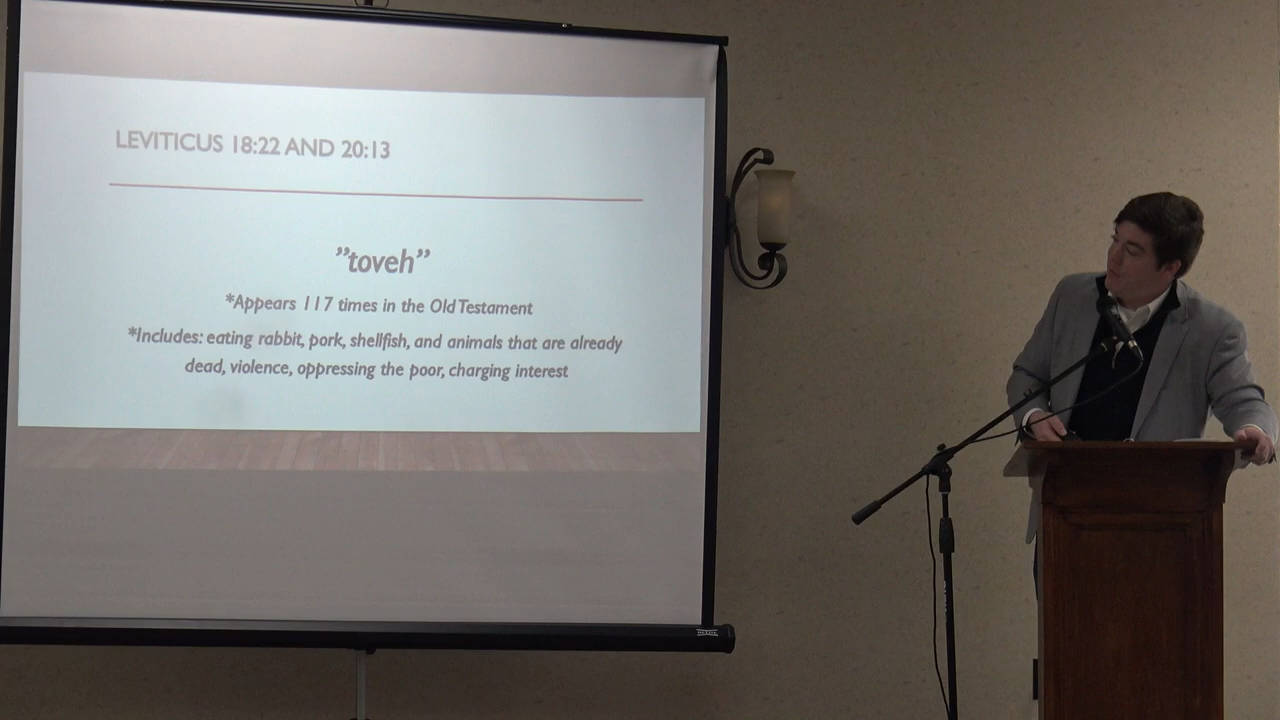 LEVITICUS 18:22 AND 20:13
”toveh”
*Appears 117 times in the Old Testament
*Includes: eating rabbit, pork, shellfish, and animals that are already
dead, violence, oppressing the poor, charging interest